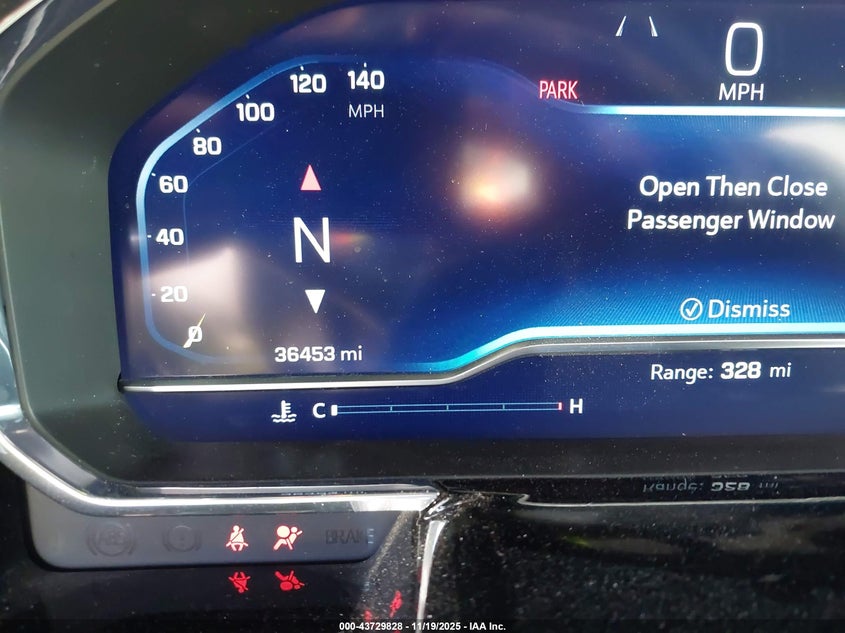 0
MPH
PARK
140
MPH
120
100
80
60
40
20
0
N
36453 mi
Open Then Close
Passenger Window
Dismiss
Range: 328 mi
C H
ABS
BRAKE
000-43729828 - 11/19/2025 - IAA Inc.